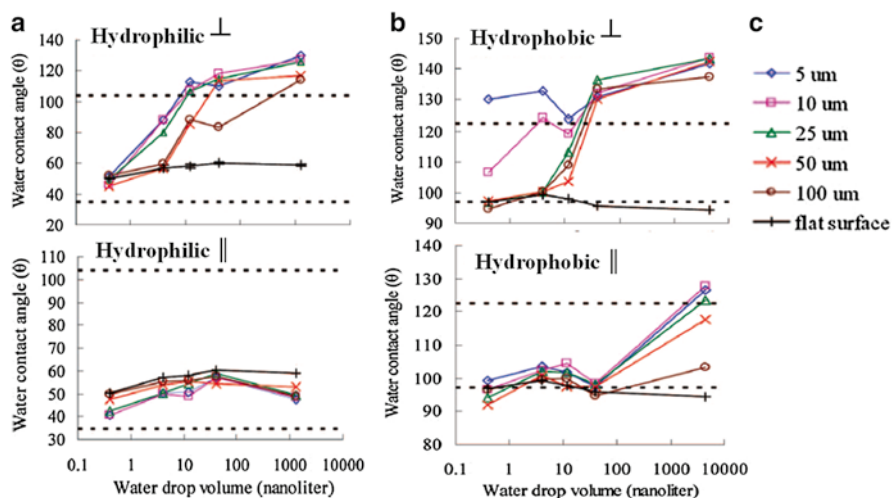 a
Hydrophilic ⊥
Water contact angle (θ)
140
120
100
80
60
40
20
b
Hydrophobic ⊥
Water contact angle (θ)
150
140
130
120
110
100
90
c
5 um
10 um
25 um
50 um
100 um
flat surface
Hydrophilic ∥
Water contact angle (θ)
110
100
90
80
70
60
50
40
30
0.1 1 10 100 1000 10000
Water drop volume (nanoliter)
Hydrophobic ∥
Water contact angle (θ)
140
130
120
110
100
90
80
0.1 1 10 100 1000 10000
Water drop volume (nanoliter)